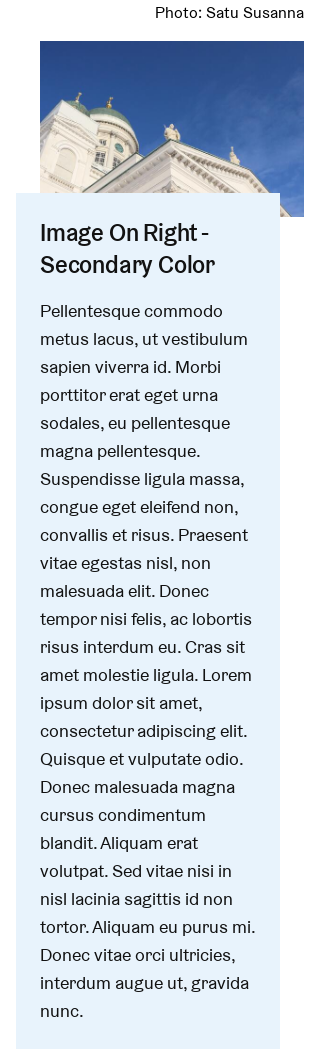 Photo: Satu Susanna
Image On Right -
Secondary Color
Pellentesque commodo
metus lacus, ut vestibulum
sapien viverra id. Morbi
porttitor erat eget urna
sodales, eu pellentesque
magna pellentesque.
Suspendisse ligula massa,
congue eget eleifend non,
convallis et risus. Praesent
vitae egestas nisl, non
malesuada elit. Donec
tempor nisi felis, ac lobortis
risus interdum eu. Cras sit
amet molestie ligula. Lorem
ipsum dolor sit amet,
consectetur adipiscing elit.
Quisque et vulputate odio.
Donec malesuada magna
cursus condimentum
blandit. Aliquam erat
volutpat. Sed vitae nisi in
nisl lacinia sagittis id non
tortor. Aliquam eu purus mi.
Donec vitae orci ultricies,
interdum augue ut, gravida
nunc.